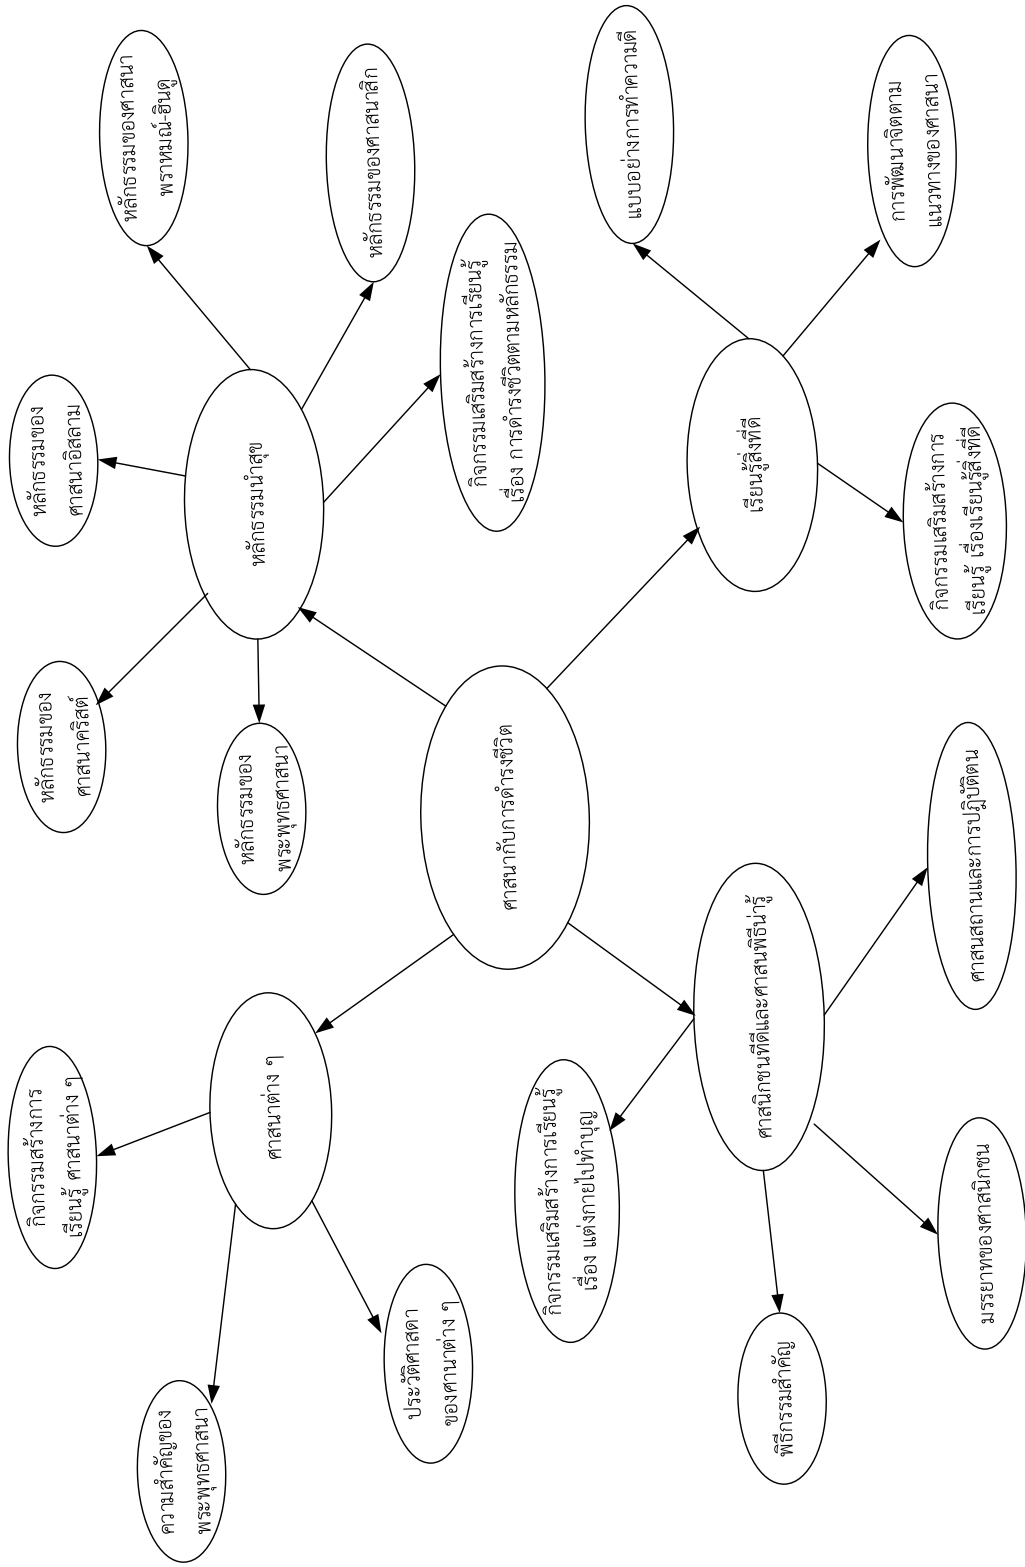 กิจกรรมสร้างการ
เรียนรู้ ศาสนาต่าง ๆ
หลักธรรมของ
ศาสนาคริสต์
หลักธรรมของ
ศาสนาอิสลาม
ความสำคัญของ
พระพุทธศาสนา
หลักธรรมของศาสนา
พราหมณ์-ฮินดู
ศาสนาต่าง ๆ
หลักธรรมของ
พระพุทธศาสนา
หลักธรรมนำสุข
หลักธรรมของศาสนาสิก
ประวัติศาสดา
ของศานาต่าง ๆ
กิจกรรมเสริมสร้างการเรียนรู้
เรื่อง การดำรงชีวิตตามหลักธรรม
ศาสนากับการดำรงชีวิต
กิจกรรมเสริมสร้างการเรียนรู้
เรื่อง แต่งกายไปทำบุญ
แบบอย่างการทำความดี
เรียนรู้สิ่งที่ดี
ศาสนิกชนที่ดีและศาสนพิธีน่ารู้
พิธีกรรมสำคัญ
การพัฒนาจิตตาม
แนวทางของศาสนา
กิจกรรมเสริมสร้างการ
เรียนรู้ เรื่องเรียนรู้สิ่งที่ดี
ศาสนสถานและการปฏิบัติตน
มรรยาทของศาสนิกชน